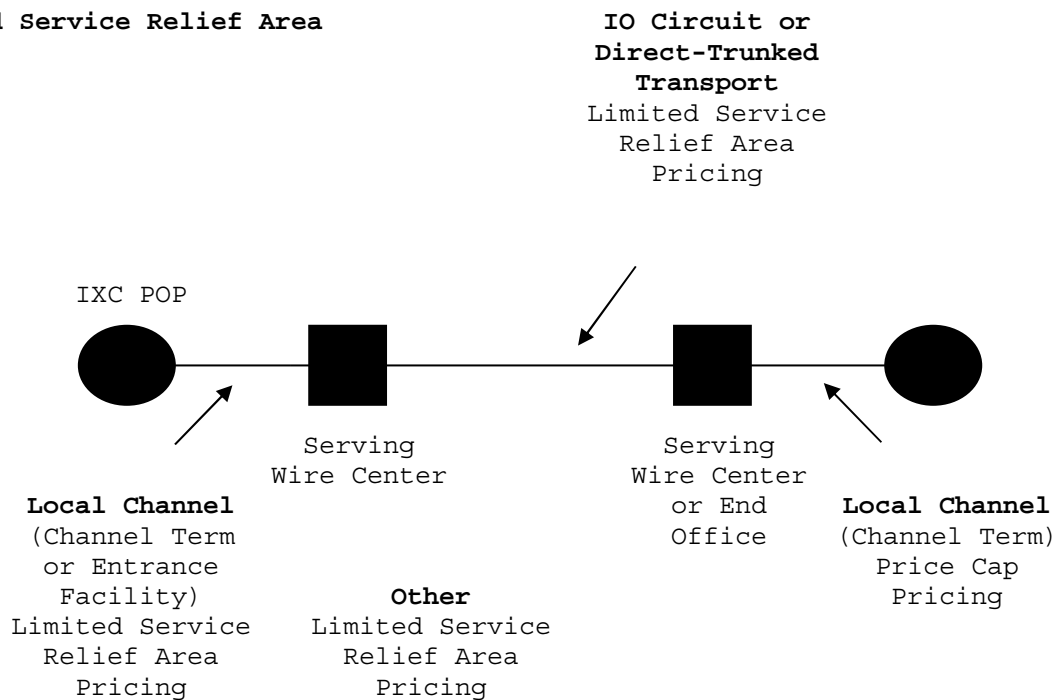 Service Relief Area
IO Circuit or
Direct-Trunked
Transport
Limited Service
Relief Area
Pricing
IXC POP
Serving
Wire Center
Serving
Wire Center
or End
Office
Local Channel
(Channel Term
or Entrance
Facility)
Limited Service
Relief Area
Pricing
Other
Limited Service
Relief Area
Pricing
Local Channel
(Channel Term)
Price Cap
Pricing